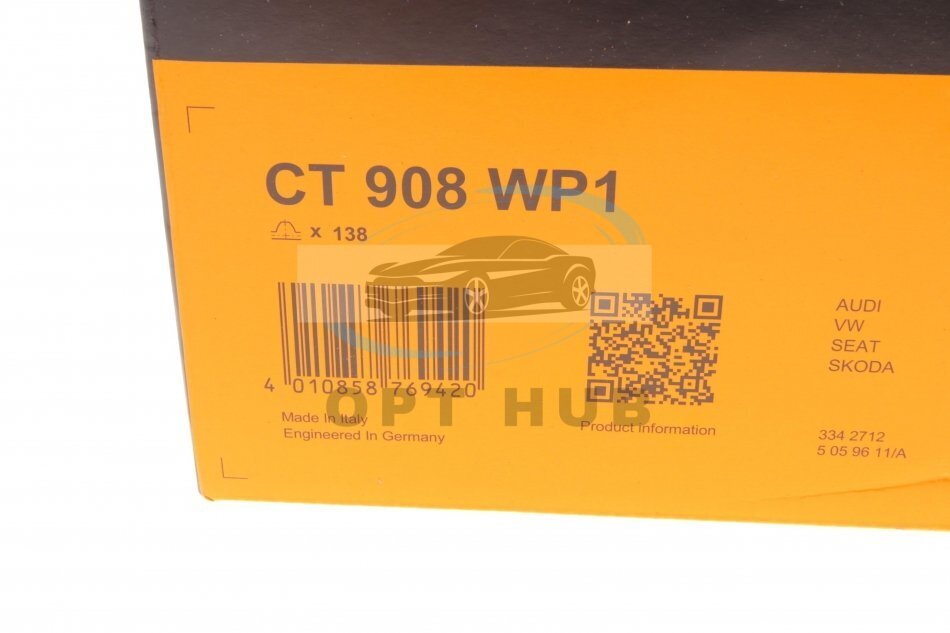 CT 908 WP1
x 138
4 010858 769420
OPT HUB
Made In Italy
Engineered In Germany
Product Information
AUDI
VW
SEAT
SKODA
334 2712
5 05 96 11/A